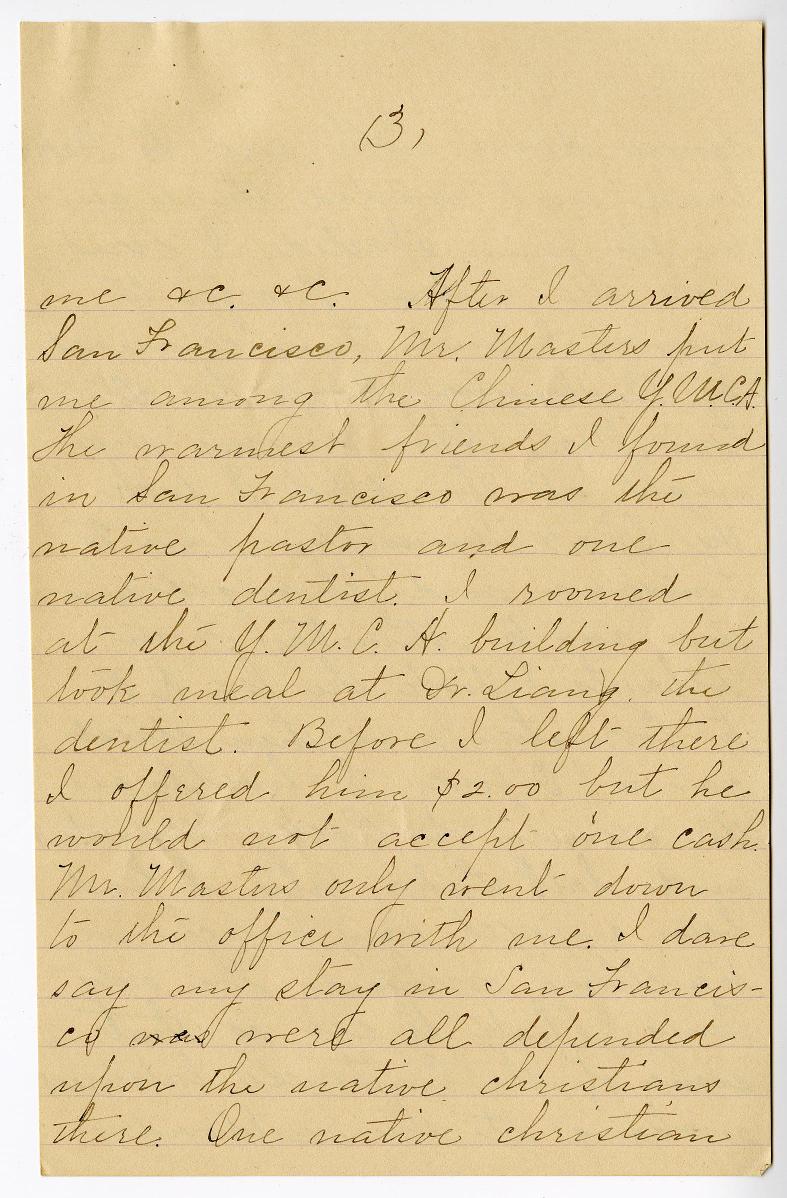 (3)
me &c. &c. After I arrived
San Francisco, Mr. Masters put
me among the Chinese Y.M.C.A.
The warmest friends I found
in San Francisco was the
native pastor and one
native dentist. I roomed
at the Y.M.C.A. building but
took meal at Dr. Liang, the
dentist. Before I left there
I offered him $2.00 but he
would not accept one cash.
Mr. Masters only went down
to the office with me. I dare
say my stay in San Francis-
co was were all depended
upon the native christians
there. One native christian